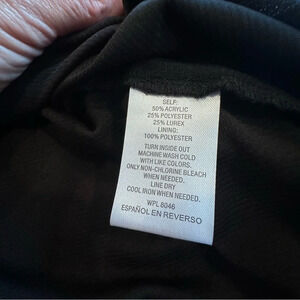 SELF:
50% ACRYLIC
25% POLYESTER
25% LUREX
LINING:
100% POLYESTER
TURN INSIDE OUT
MACHINE WASH COLD
WITH LIKE COLORS.
ONLY NON-CHLORINE BLEACH
WHEN NEEDED.
LINE DRY
COOL IRON WHEN NEEDED.
WPL 8046
ESPAÑOL EN REVERSO